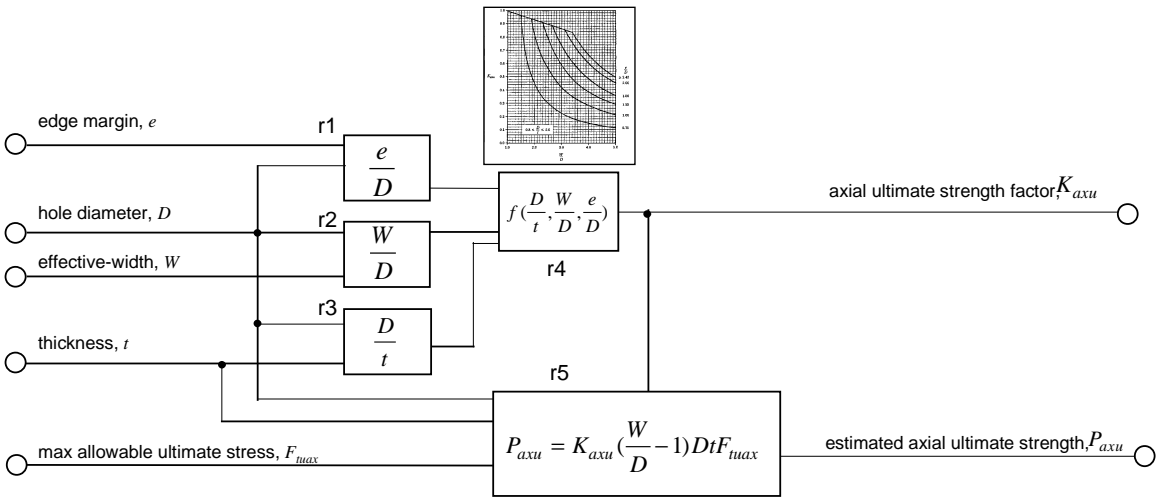 edge margin, e
r1
e/D
hole diameter, D
r2
W/D
effective-width, W
r3
D/t
thickness, t
f(D/t, W/D, e/D)
r4
axial ultimate strength factor, K_axu
r5
P_axu = K_axu (W/D − 1) D t F_tuax
max allowable ultimate stress, F_tuax
estimated axial ultimate strength, P_axu